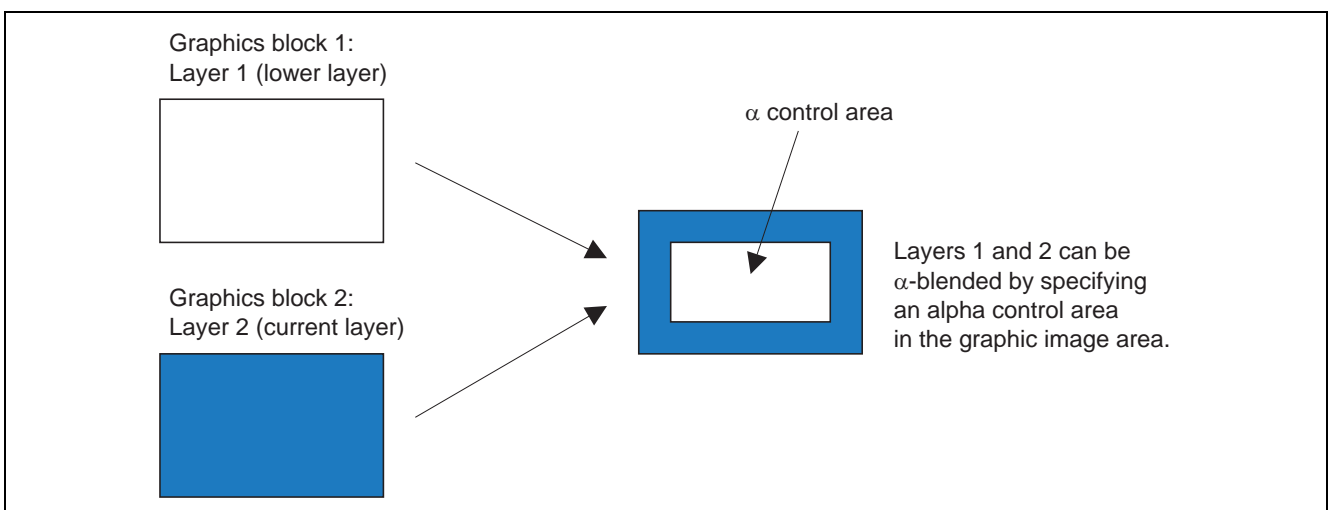 Graphics block 1:
Layer 1 (lower layer)
α control area
Layers 1 and 2 can be
α-blended by specifying
an alpha control area
in the graphic image area.
Graphics block 2:
Layer 2 (current layer)